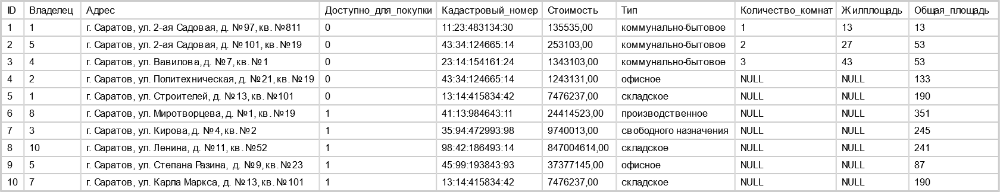 ID Владелец Адрес Доступно_для_покупки Кадастровый_номер Стоимость Тип Количество_комнат Жилплощадь Общая_площадь
1 1 г. Саратов, ул. 2-ая Садовая, д. №97, кв. №811 0 11:23:483134:30 135535,00 коммунально-бытовое 1 13 13
2 5 г. Саратов, ул. 2-ая Садовая, д. №101, кв. №19 0 43:34:124665:14 253103,00 коммунально-бытовое 2 27 53
3 4 г. Саратов, ул. Вавилова, д. №7, кв. №1 0 23:14:154161:24 1343103,00 коммунально-бытовое 3 43 53
4 2 г. Саратов, ул. Политехническая, д. №21, кв. №19 0 43:34:124665:14 1243131,00 офисное NULL NULL 133
5 1 г. Саратов, ул. Строителей, д. №13, кв. №101 0 13:14:415834:42 7476237,00 складское NULL NULL 190
6 8 г. Саратов, ул. Миротворцева, д. №1, кв. №19 1 41:13:984643:11 24414523,00 производственное NULL NULL 351
7 3 г. Саратов, ул. Кирова, д. №4, кв. №2 1 35:94:472993:98 9740013,00 свободного назначения NULL NULL 245
8 10 г. Саратов, ул. Ленина, д. №11, кв. №52 1 98:42:186493:14 847004614,00 складское NULL NULL 241
9 5 г. Саратов, ул. Степана Разина, д. №9, кв. №23 1 45:99:193843:93 37377145,00 офисное NULL NULL 87
10 7 г. Саратов, ул. Карла Маркса, д. №13, кв. №101 1 13:14:415834:42 7476237,00 складское NULL NULL 190